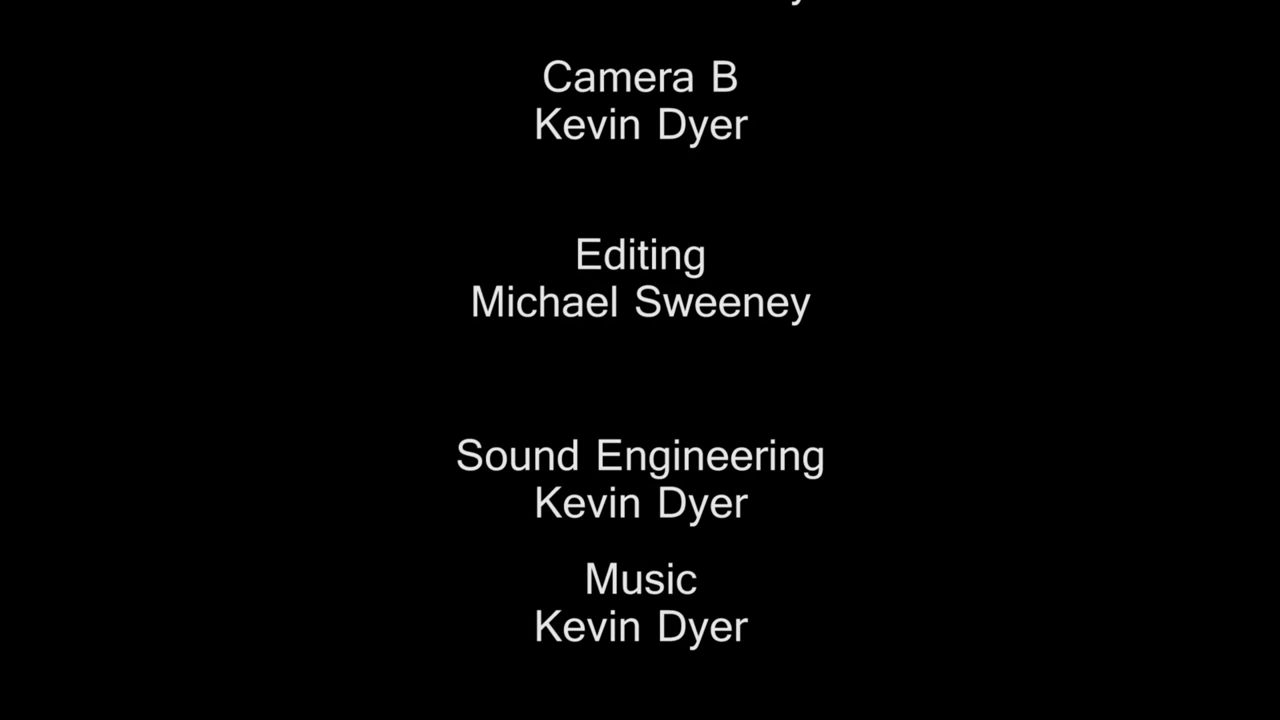 Camera B
Kevin Dyer
Editing
Michael Sweeney
Sound Engineering
Kevin Dyer
Music
Kevin Dyer